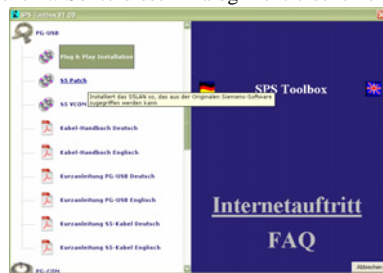 SPS-Toolbox V1.09
PG-USB
Plug & Play Installation
S5 Patch
Installiert das S5LAN so, das aus der Originalen Siemens-Software
zugegriffen werden kann
S5 VCON
Kabel-Handbuch Deutsch
Kabel-Handbuch Englisch
Kurzanleitung PG-USB Deutsch
Kurzanleitung PG-USB Englisch
Kurzanleitung S5-Kabel Deutsch
Kurzanleitung S5-Kabel Englisch
PG-COM
SPS Toolbox
Internetauftritt
FAQ
Abbrechen